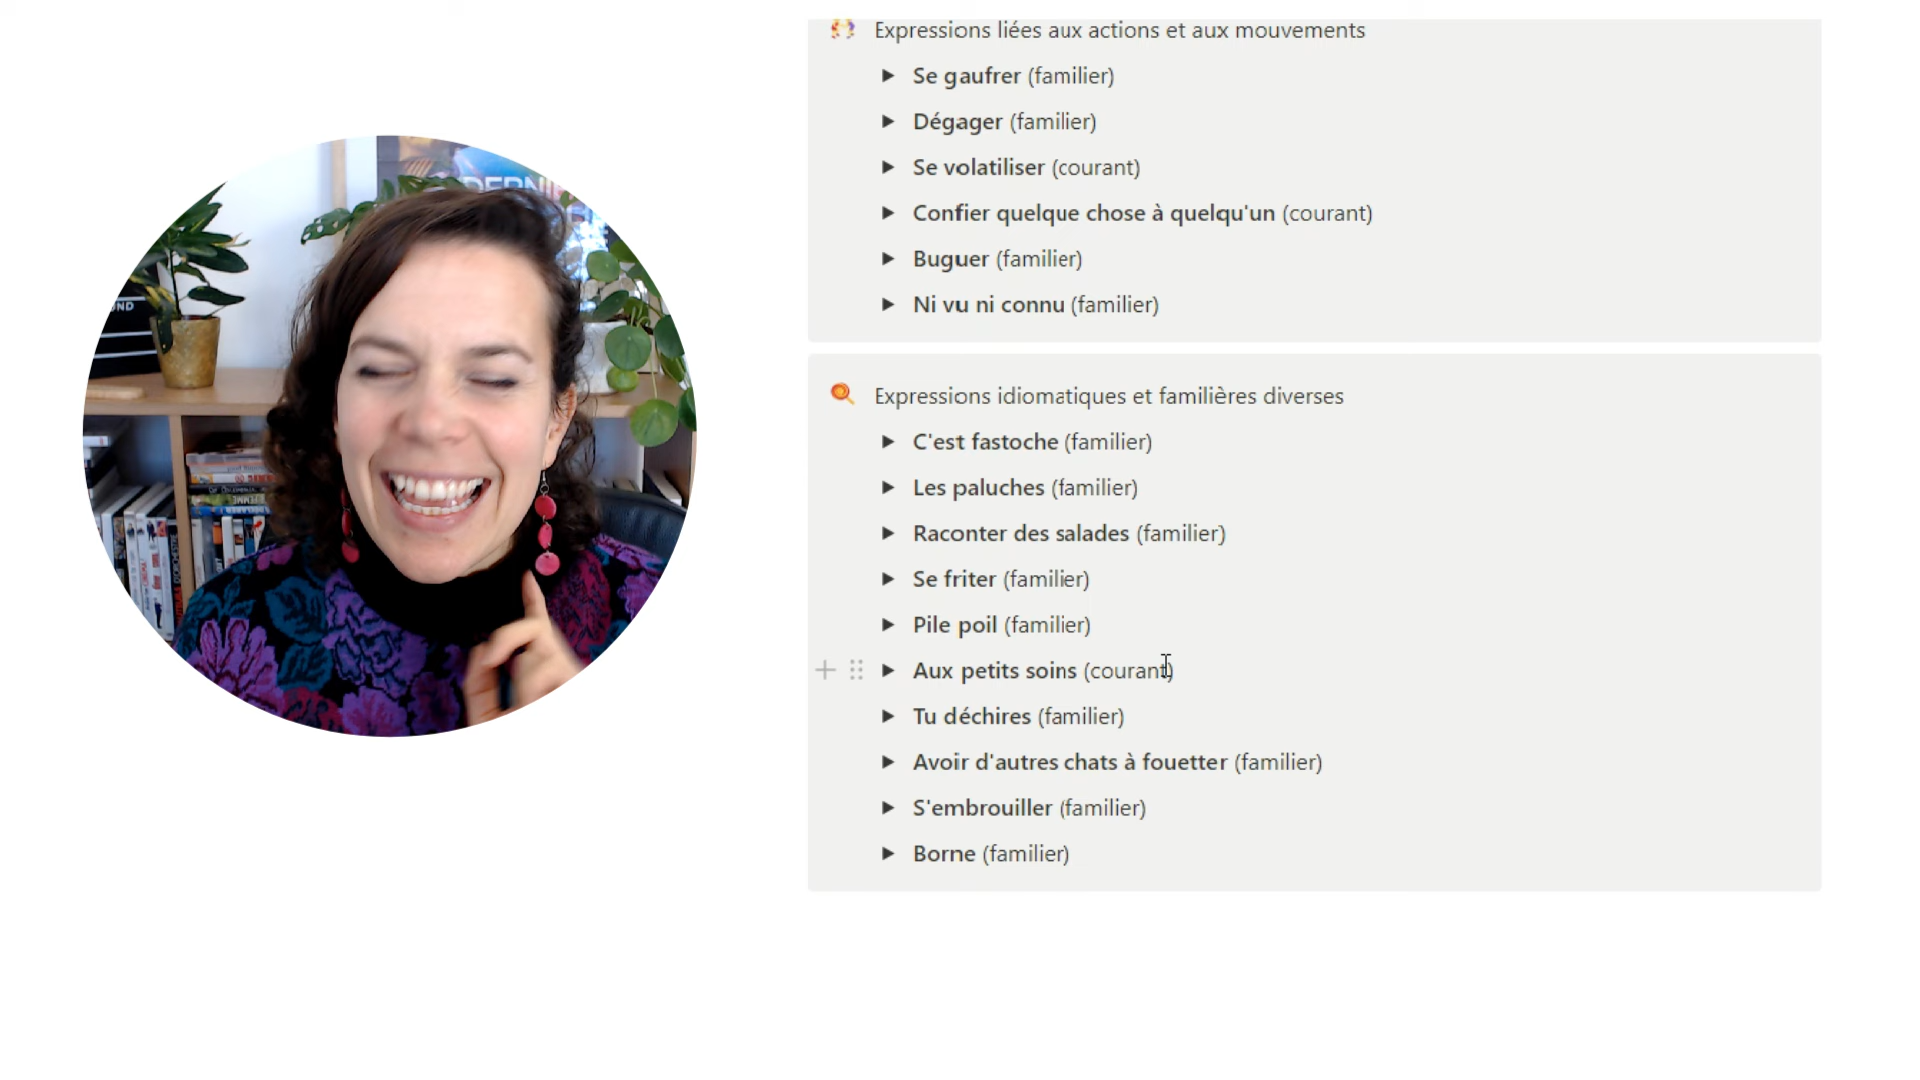 Expressions liées aux actions et aux mouvements
Se gaufrer (familier)
Dégager (familier)
Se volatiliser (courant)
Confier quelque chose à quelqu'un (courant)
Buguer (familier)
Ni vu ni connu (familier)
Expressions idiomatiques et familières diverses
C'est fastoche (familier)
Les paluches (familier)
Raconter des salades (familier)
Se friter (familier)
Pile poil (familier)
Aux petits soins (courant)
Tu déchires (familier)
Avoir d'autres chats à fouetter (familier)
S'embrouiller (familier)
Borne (familier)